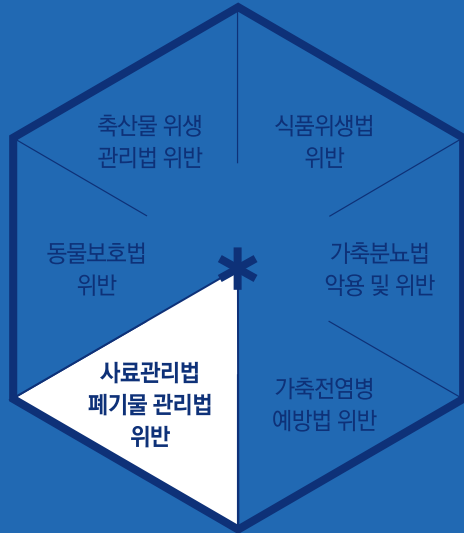 축산물 위생
관리법 위반
식품위생법
위반
동물보호법
위반
가축분뇨법
악용 및 위반
사료관리법
폐기물 관리법
위반
가축전염병
예방법 위반